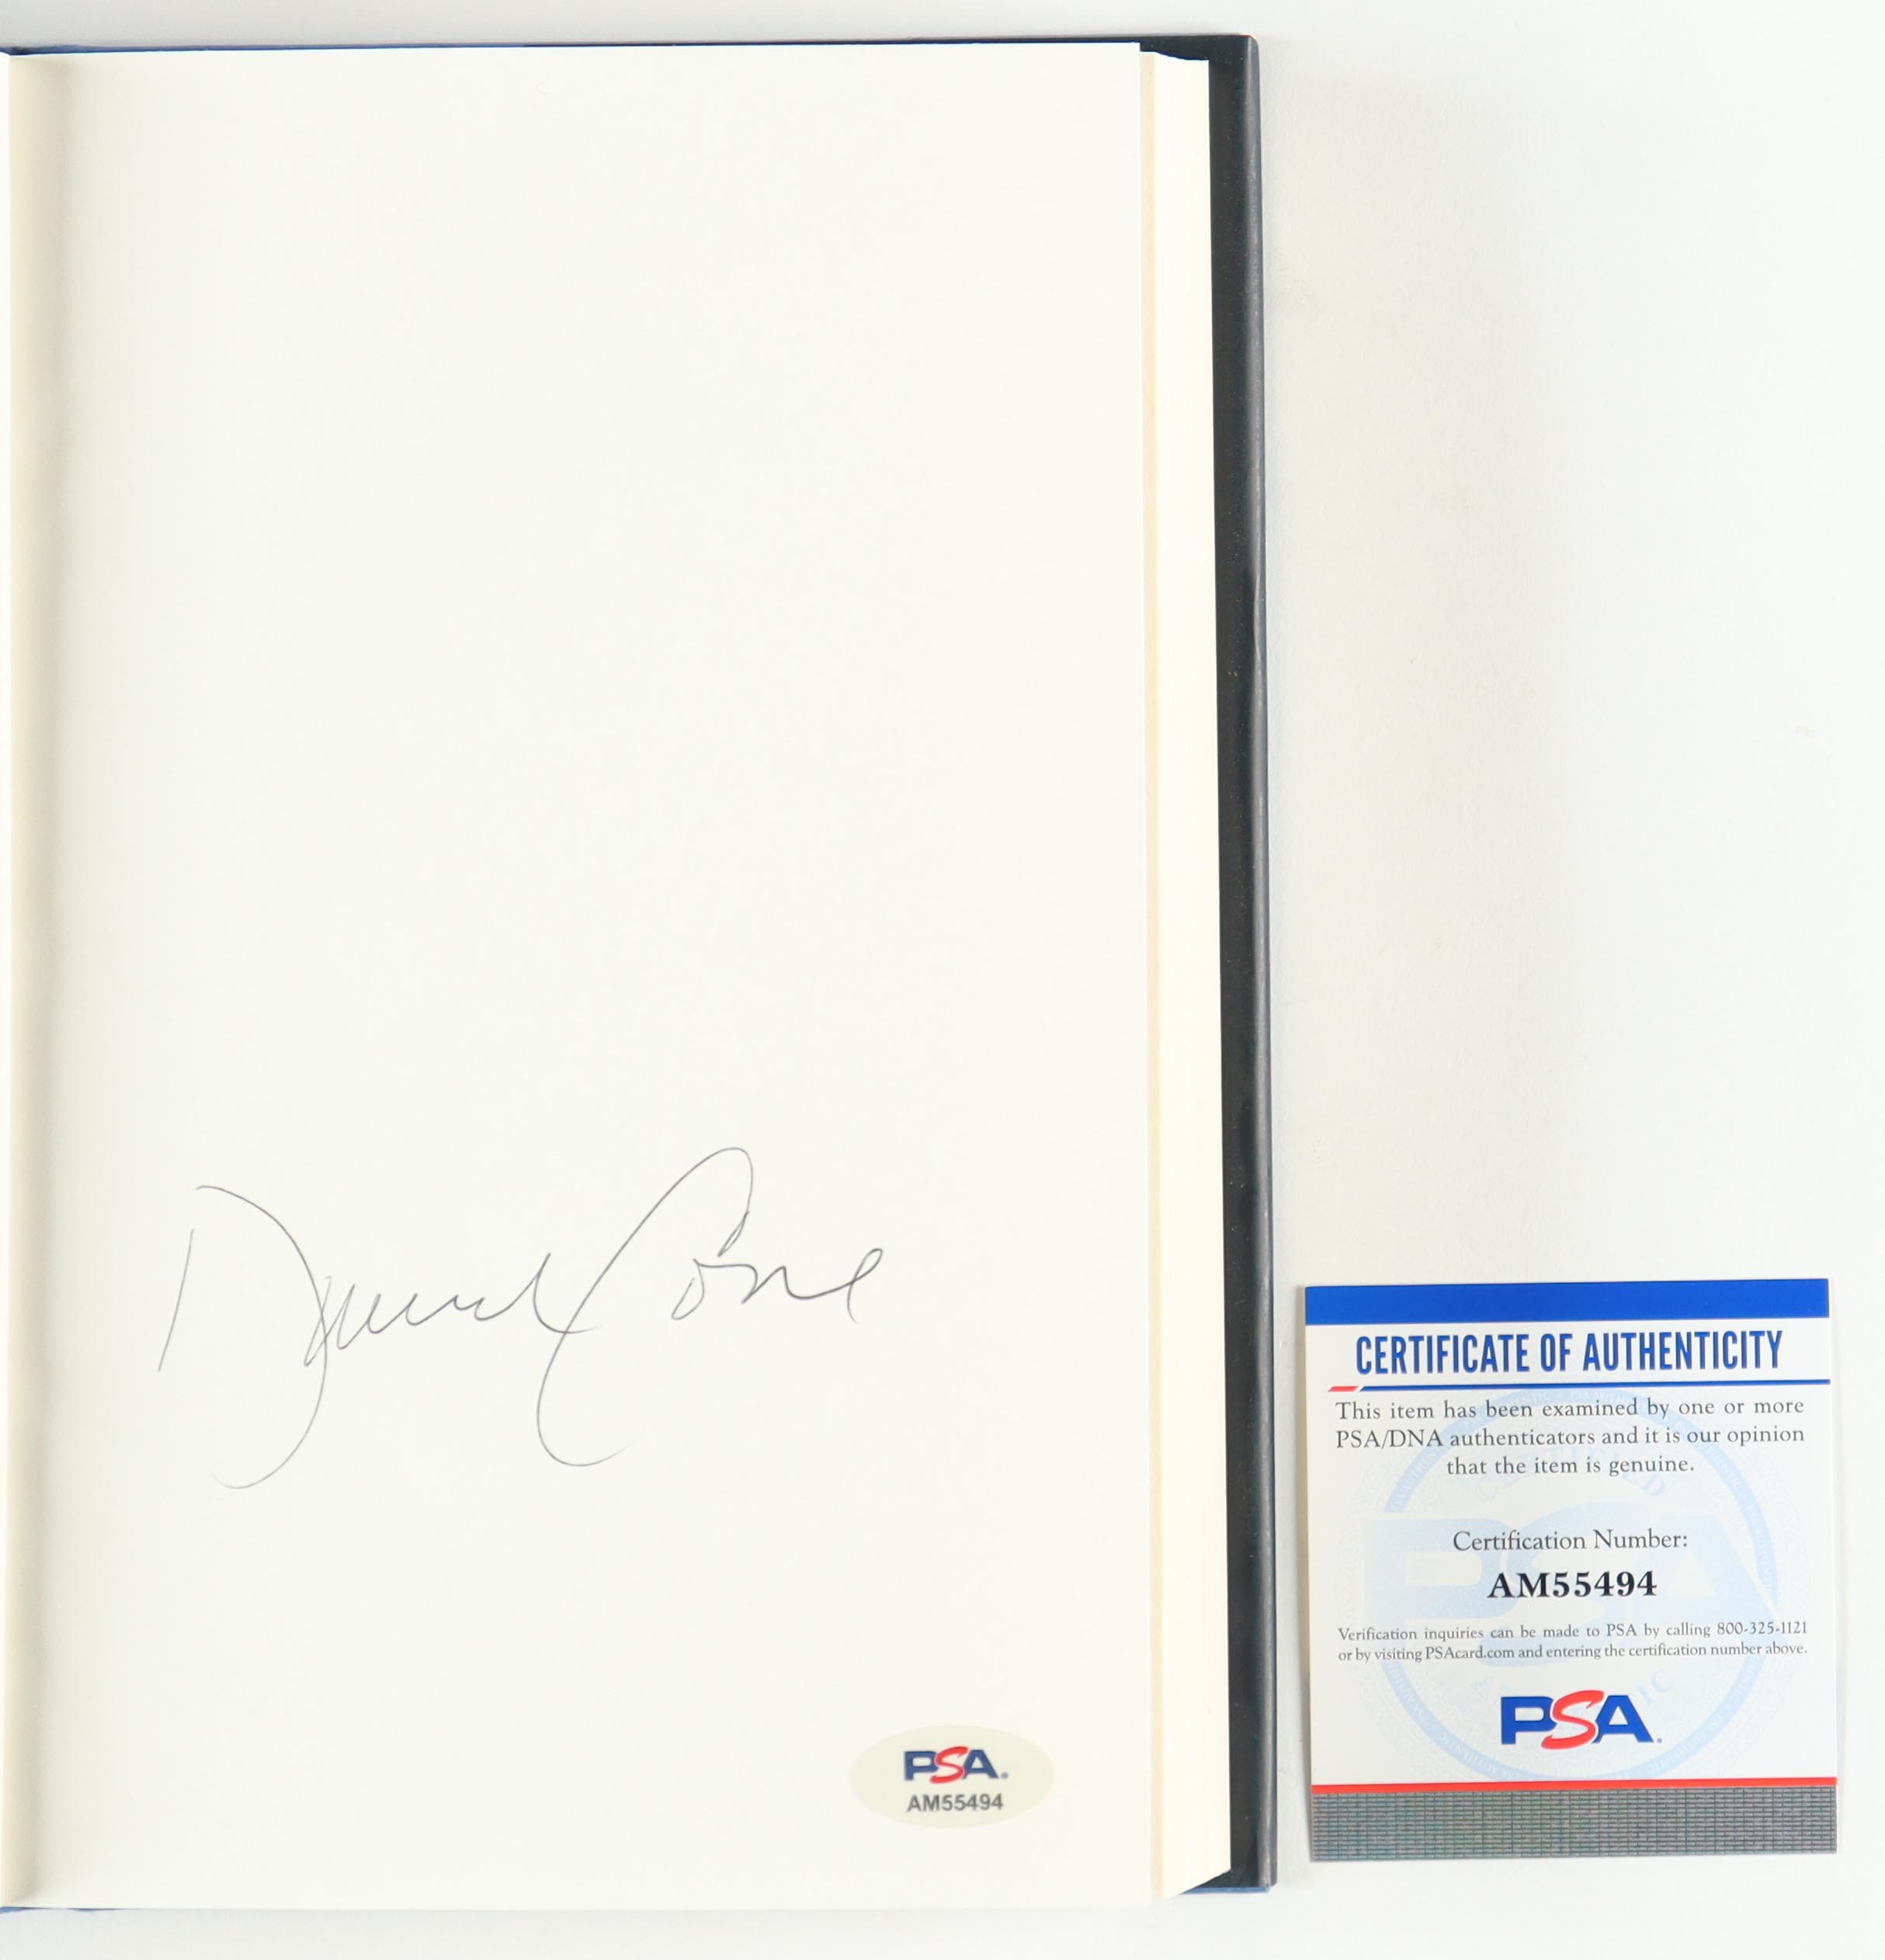 David Cone
PSA
AM55494
CERTIFICATE OF AUTHENTICITY
This item has been examined by one or more
PSA/DNA authenticators and it is our opinion
that the item is genuine.
Certification Number:
AM55494
Verification inquiries can be made to PSA by calling 800-325-1121
or by visiting PSAcard.com and entering the certification number above.
PSA